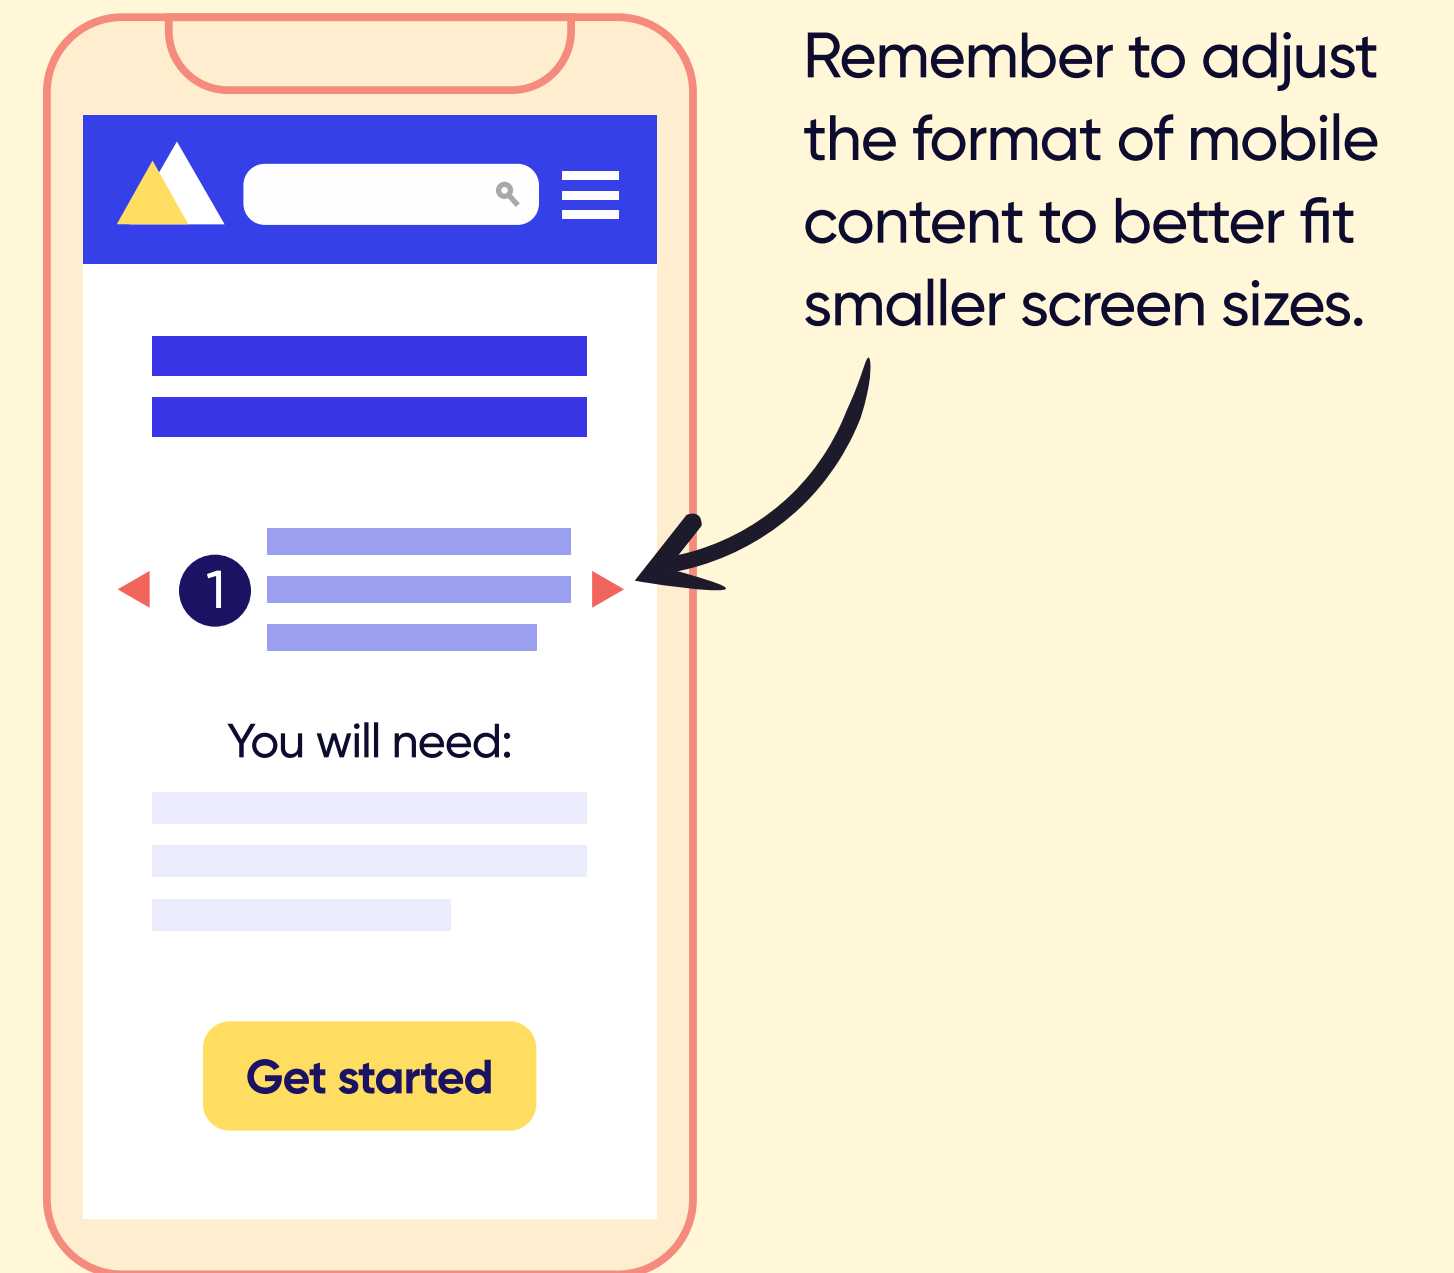 Remember to adjust
the format of mobile
content to better fit
smaller screen sizes.
1
You will need:
Get started